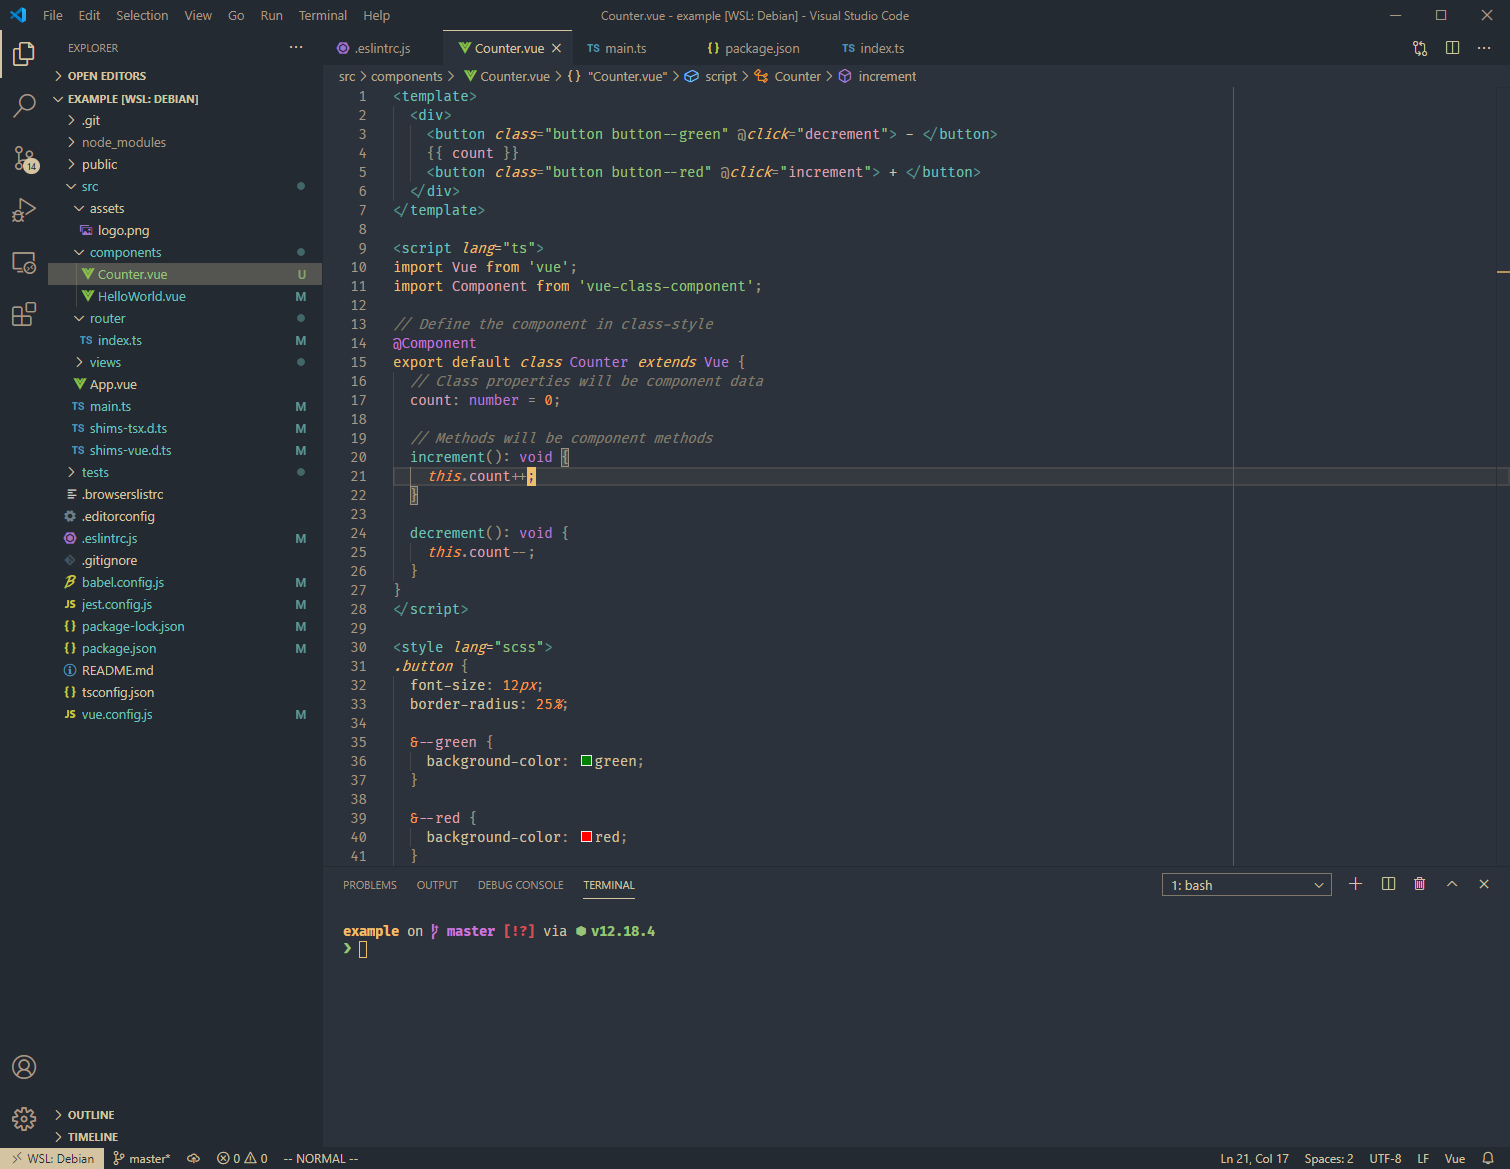 File Edit Selection View Go Run Terminal Help
Counter.vue - example [WSL: Debian] - Visual Studio Code
EXPLORER
OPEN EDITORS
EXAMPLE [WSL: DEBIAN]
.git
node_modules
public
src
assets
logo.png
components
Counter.vue U
HelloWorld.vue M
router
TS index.ts M
views
App.vue
TS main.ts M
TS shims-tsx.d.ts M
TS shims-vue.d.ts M
tests
.browserslistrc
.editorconfig
.eslintrc.js M
.gitignore
babel.config.js M
JS jest.config.js M
{} package-lock.json M
{} package.json M
README.md
{} tsconfig.json
JS vue.config.js M
OUTLINE
TIMELINE
14
.eslintrc.js Counter.vue TS main.ts {} package.json TS index.ts
src > components > Counter.vue > {} "Counter.vue" > script > Counter > increment
1 <template>
2 <div>
3 <button class="button button--green" @click="decrement"> - </button>
4 {{ count }}
5 <button class="button button--red" @click="increment"> + </button>
6 </div>
7 </template>
8
9 <script lang="ts">
10 import Vue from 'vue';
11 import Component from 'vue-class-component';
12
13 // Define the component in class-style
14 @Component
15 export default class Counter extends Vue {
16 // Class properties will be component data
17 count: number = 0;
18
19 // Methods will be component methods
20 increment(): void {
21 this.count++;
22 }
23
24 decrement(): void {
25 this.count--;
26 }
27 }
28 </script>
29
30 <style lang="scss">
31 .button {
32 font-size: 12px;
33 border-radius: 25%;
34
35 &--green {
36 background-color: green;
37 }
38
39 &--red {
40 background-color: red;
41 }
PROBLEMS OUTPUT DEBUG CONSOLE TERMINAL
1: bash
example on master [!?] via v12.18.4
❯
WSL: Debian master* 0 0 -- NORMAL -- Ln 21, Col 17 Spaces: 2 UTF-8 LF Vue